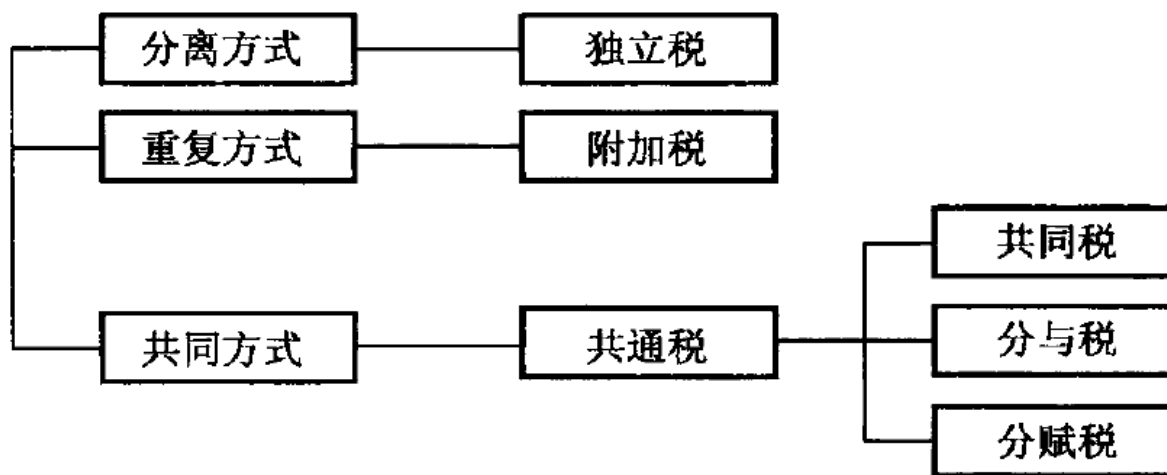 分离方式
独立税
重复方式
附加税
共同方式
共通税
共同税
分与税
分赋税